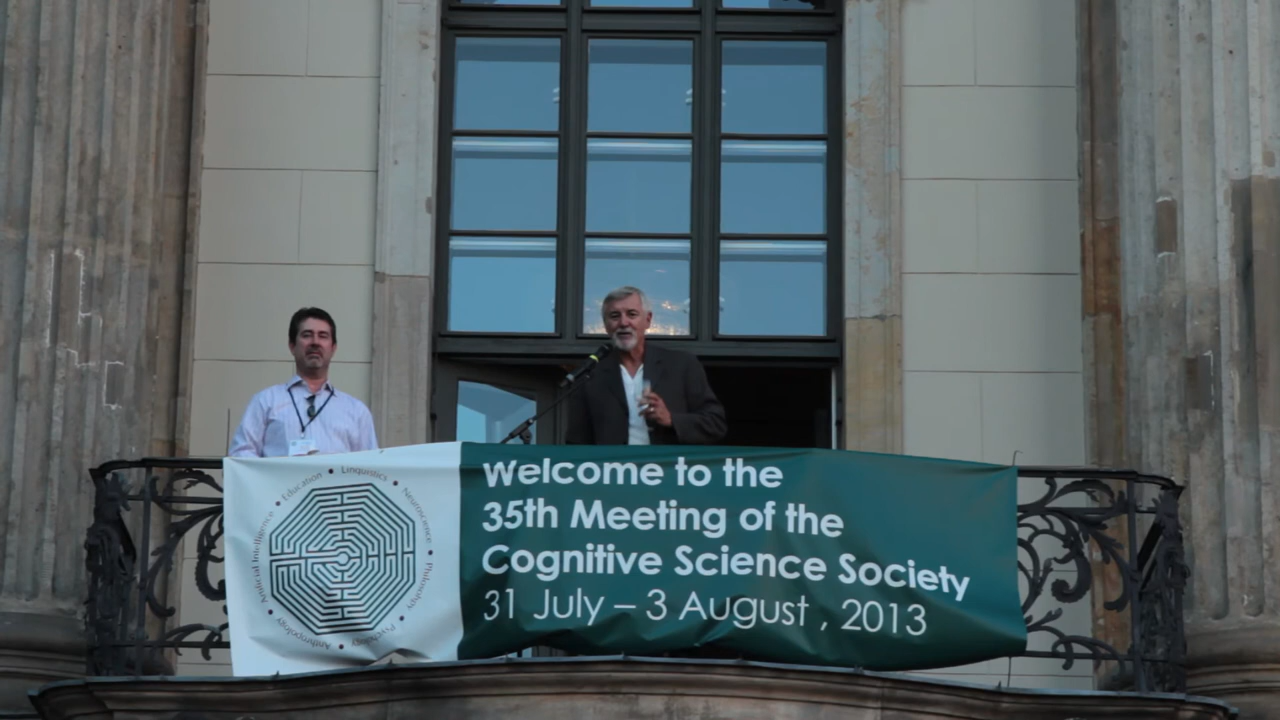 Welcome to the
35th Meeting of the
Cognitive Science Society
31 July – 3 August , 2013
Education • Linguistics • Neuroscience • Philosophy • Psychology • Anthropology • Artificial Intelligence •